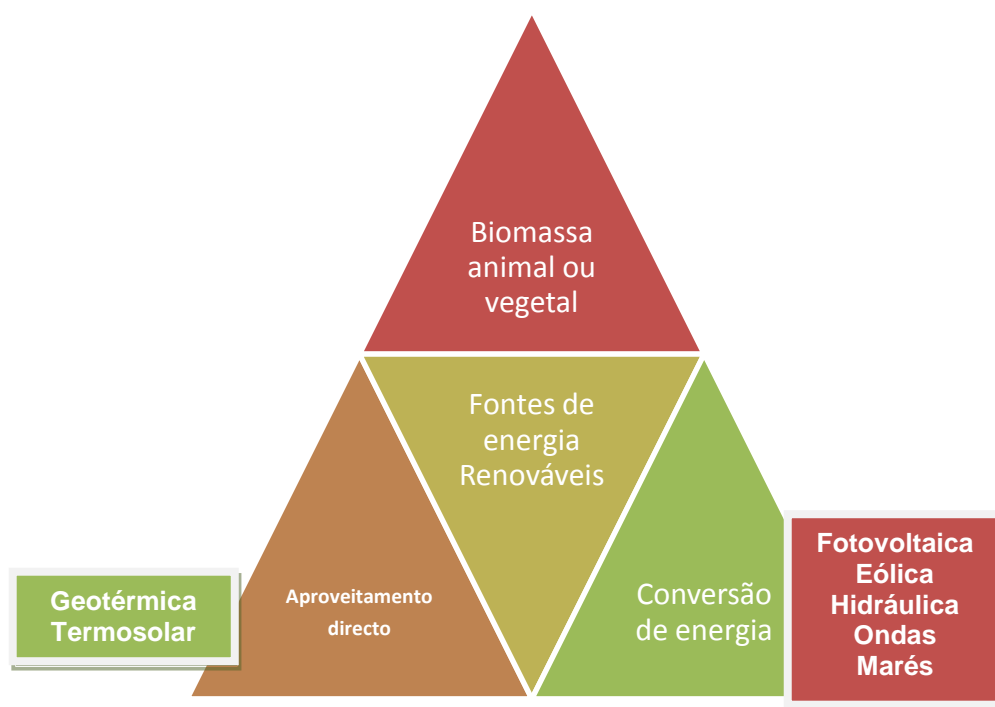 Biomassa
animal ou
vegetal
Fontes de
energia
Renováveis
Geotérmica
Termosolar
Aproveitamento
directo
Conversão
de energia
Fotovoltaica
Eólica
Hidráulica
Ondas
Marés